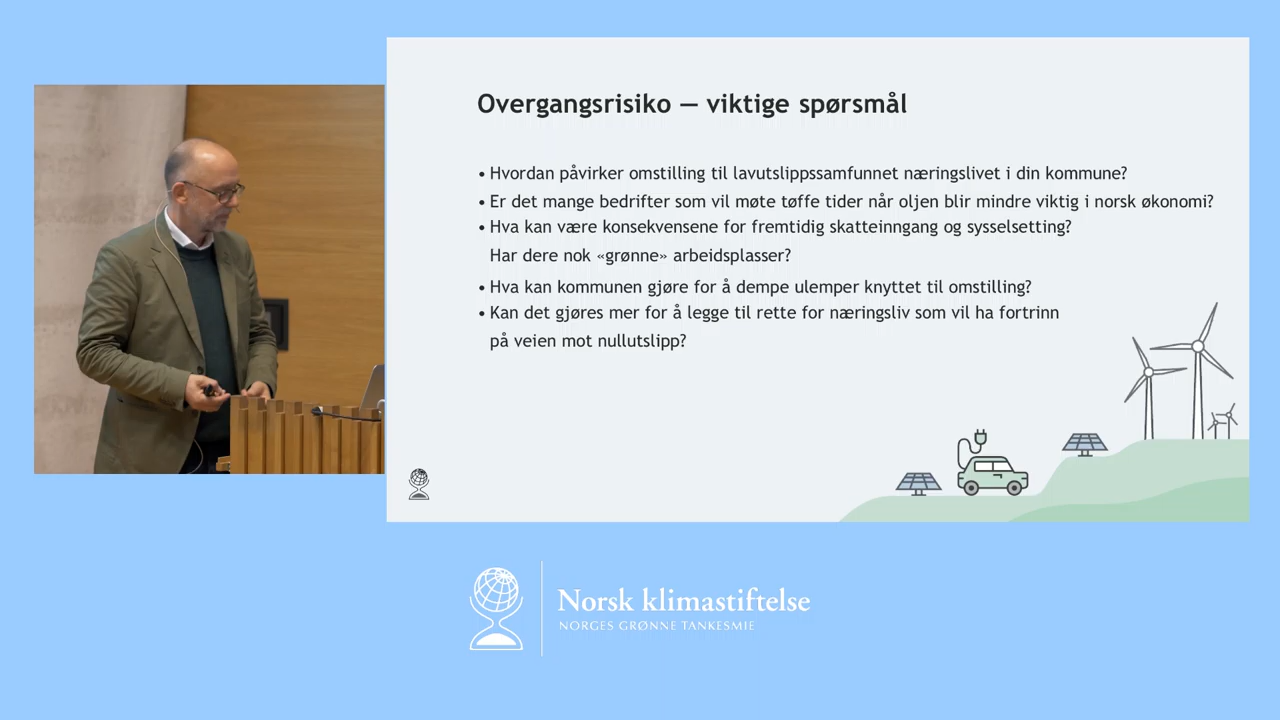 Overgangsrisiko — viktige spørsmål
• Hvordan påvirker omstilling til lavutslippssamfunnet næringslivet i din kommune?
• Er det mange bedrifter som vil møte tøffe tider når oljen blir mindre viktig i norsk økonomi?
• Hva kan være konsekvensene for fremtidig skatteinngang og sysselsetting?
Har dere nok «grønne» arbeidsplasser?
• Hva kan kommunen gjøre for å dempe ulemper knyttet til omstilling?
• Kan det gjøres mer for å legge til rette for næringsliv som vil ha fortrinn
på veien mot nullutslipp?
Norsk klimastiftelse
NORGES GRØNNE TANKESMIE